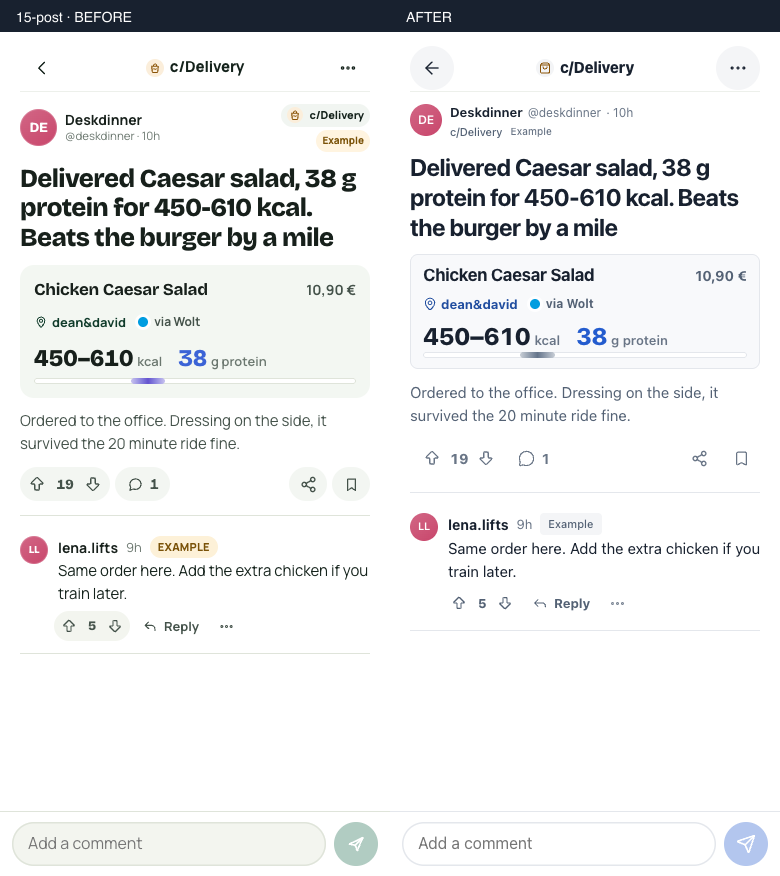 15-post · BEFORE
c/Delivery
DE
Deskdinner
@deskdinner · 10h
c/Delivery
Example
Delivered Caesar salad, 38 g
protein for 450-610 kcal.
Beats the burger by a mile
Chicken Caesar Salad 10,90 €
dean&david via Wolt
450–610 kcal 38 g protein
Ordered to the office. Dressing on the side, it
survived the 20 minute ride fine.
19 1
LL
lena.lifts 9h EXAMPLE
Same order here. Add the extra chicken if you
train later.
5 Reply
Add a comment
AFTER
c/Delivery
DE
Deskdinner @deskdinner · 10h
c/Delivery Example
Delivered Caesar salad, 38 g
protein for 450-610 kcal. Beats
the burger by a mile
Chicken Caesar Salad 10,90 €
dean&david via Wolt
450–610 kcal 38 g protein
Ordered to the office. Dressing on the side, it
survived the 20 minute ride fine.
19 1
LL
lena.lifts 9h Example
Same order here. Add the extra chicken if you
train later.
5 Reply
Add a comment